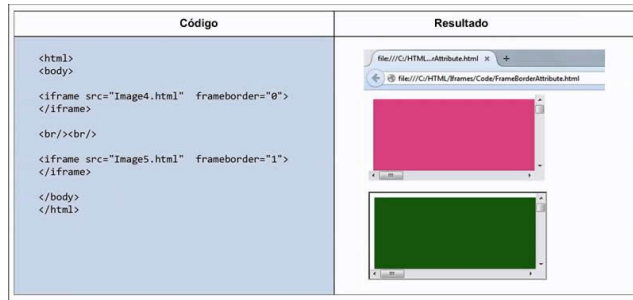 Código
Resultado
<html>
<body>
<iframe src="Image4.html" frameborder="0">
</iframe>
<br/><br/>
<iframe src="Image5.html" frameborder="1">
</iframe>
</body>
</html>
file:///C:/HTML...rAttribute.html × +
file:///C:/HTML/Iframes/Code/FrameBorderAttribute.html